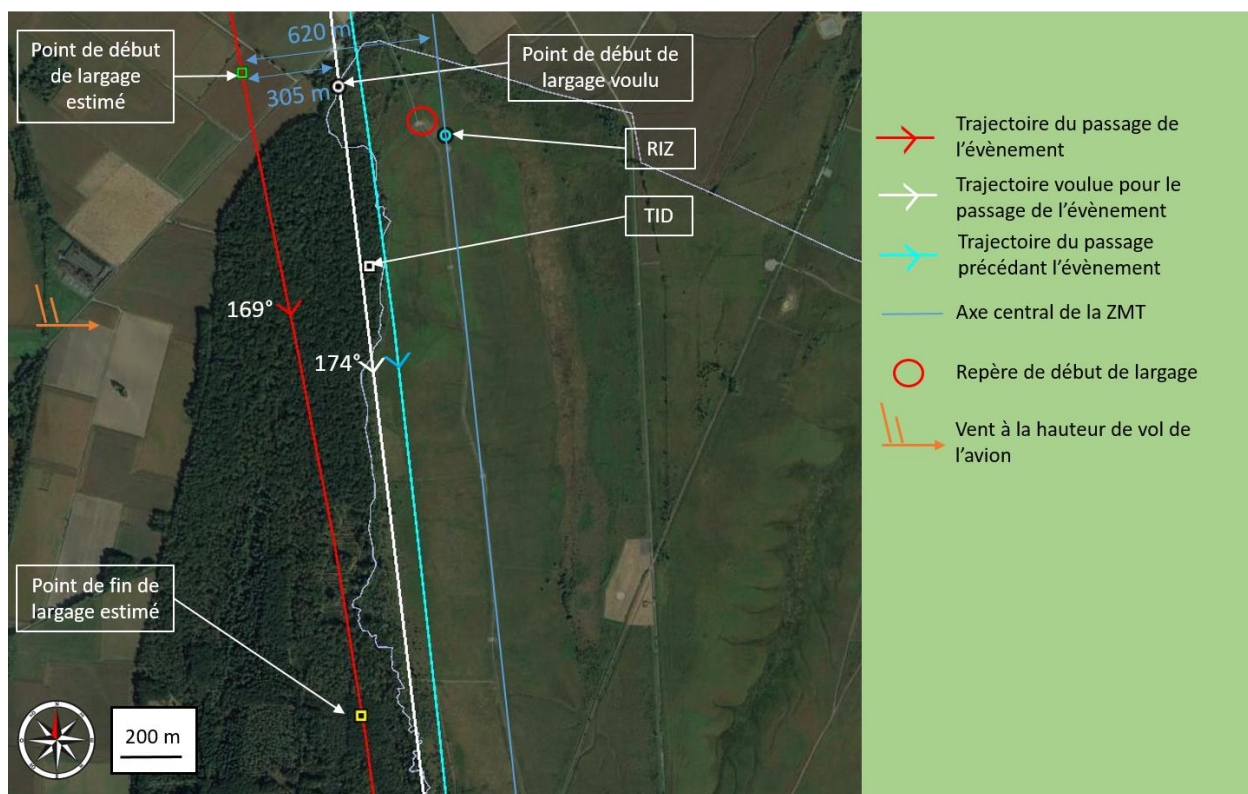 Point de début
de largage
estimé
620 m
305 m
Point de début de
largage voulu
RIZ
TID
169°
174°
Point de fin de
largage estimé
200 m
Trajectoire du passage de
l'évènement
Trajectoire voulue pour le
passage de l'évènement
Trajectoire du passage
précédant l'évènement
Axe central de la ZMT
Repère de début de largage
Vent à la hauteur de vol de
l'avion